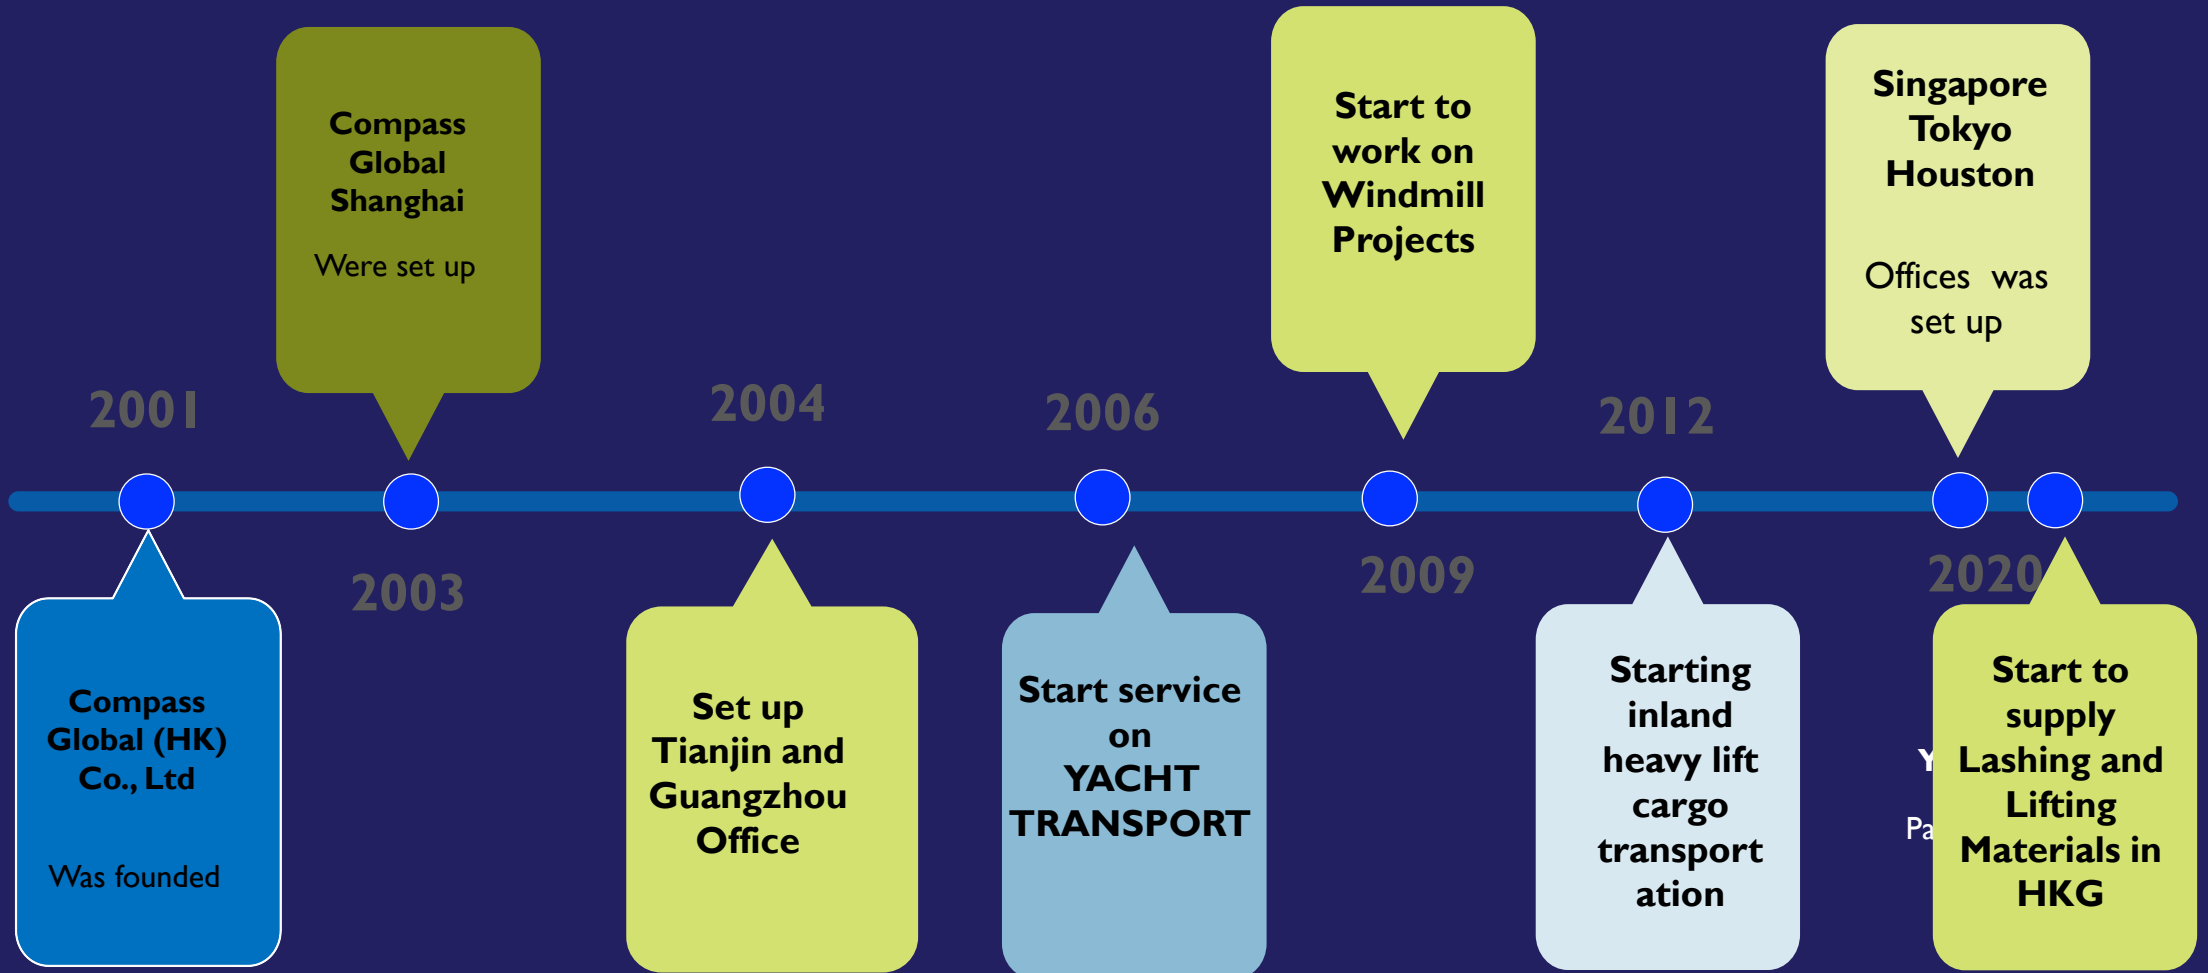 2001
Compass
Global (HK)
Co., Ltd
Was founded
Compass
Global
Shanghai
Were set up
2003
2004
Set up
Tianjin and
Guangzhou
Office
2006
Start service
on
YACHT
TRANSPORT
Start to
work on
Windmill
Projects
2009
2012
Starting
inland
heavy lift
cargo
transport
ation
Singapore
Tokyo
Houston
Offices was
set up
2020
Start to
supply
Lashing and
Lifting
Materials in
HKG